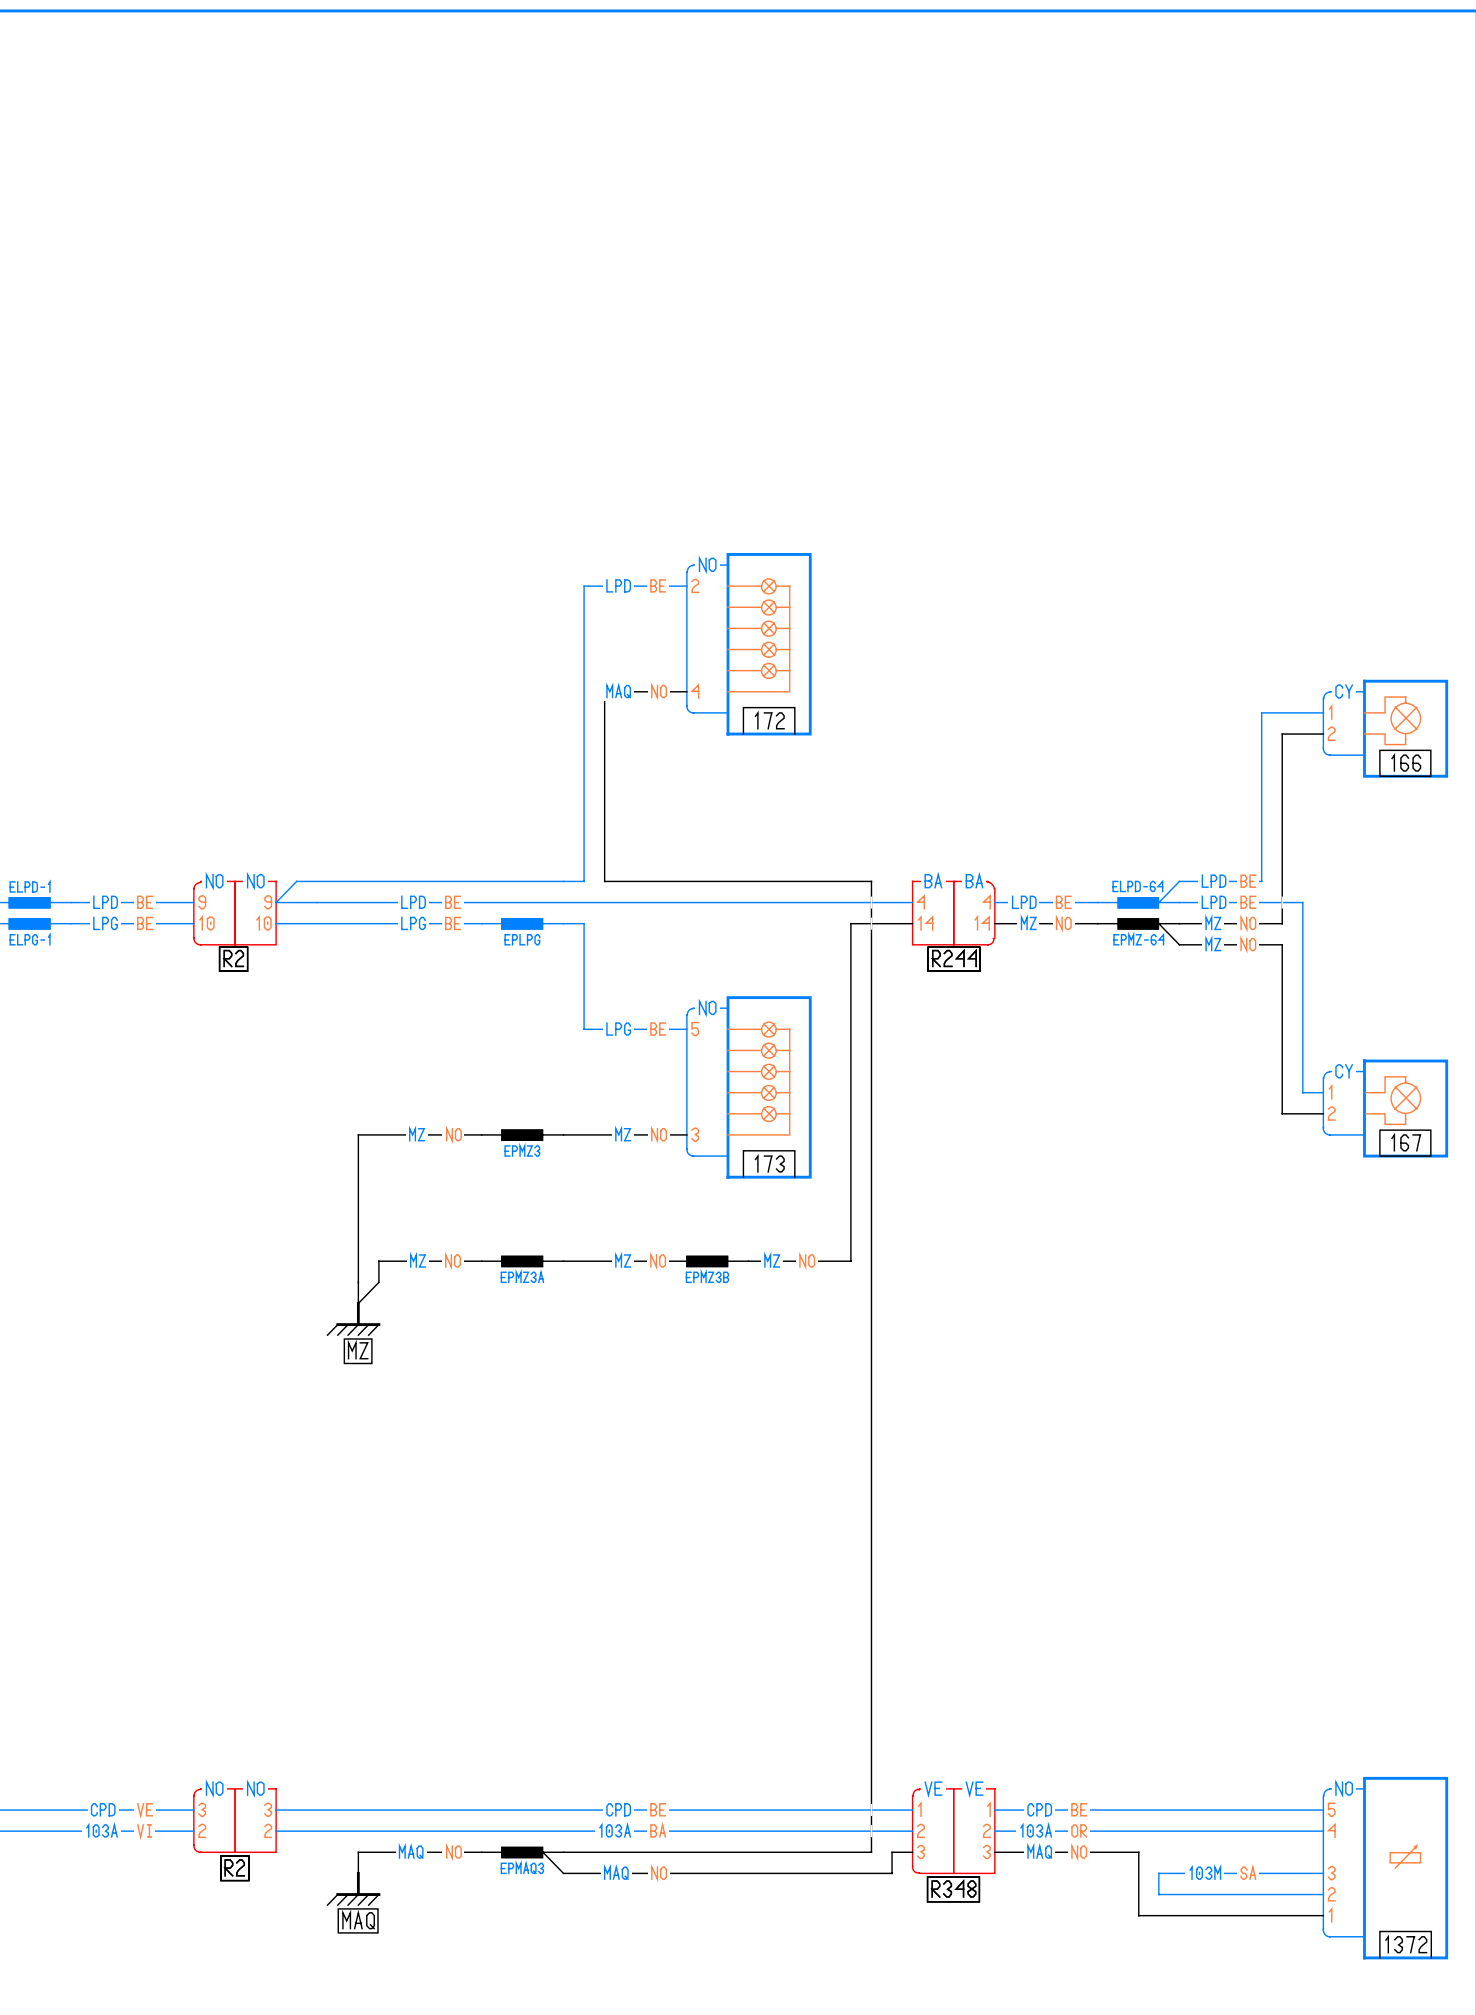 NO
LPD BE 2
MAQ NO 4
172
CY
1
2
166
ELPD-1
NO NO
LPD BE 9 9 LPD BE
LPG BE 10 10 LPG BE
ELPG-1
EPLPG
R2
BA BA
4 4 LPD BE
14 14 MZ NO
R244
ELPD-64
EPMZ-64
LPD BE
LPD BE
MZ NO
MZ NO
NO
LPG BE 5
MZ NO MZ NO 3
EPMZ3
173
CY
1
2
167
MZ NO MZ NO MZ NO
EPMZ3A EPMZ3B
MZ
NO NO
CPD VE 3 3 CPD BE
103A VI 2 2 103A BA
R2
MAQ NO
EPMAQ3
MAQ NO
MAQ
VE VE
1 1 CPD BE
2 2 103A OR
3 3 MAQ NO
R348
NO
5
4
103M SA 3
2
1
1372